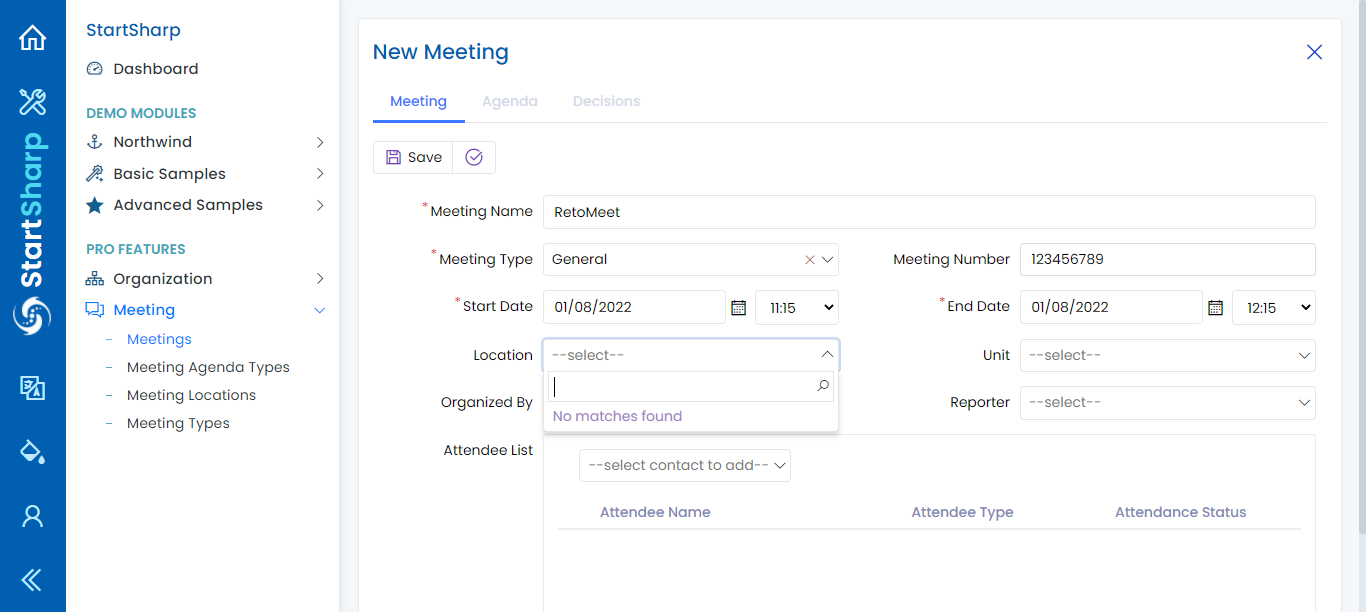 StartSharp
StartSharp
Dashboard
DEMO MODULES
Northwind
Basic Samples
Advanced Samples
PRO FEATURES
Organization
Meeting
– Meetings
– Meeting Agenda Types
– Meeting Locations
– Meeting Types
New Meeting
Meeting Agenda Decisions
Save
* Meeting Name RetoMeet
* Meeting Type General Meeting Number 123456789
* Start Date 01/08/2022 11:15 * End Date 01/08/2022 12:15
Location --select-- Unit --select--
No matches found
Organized By Reporter --select--
Attendee List
--select contact to add--
Attendee Name Attendee Type Attendance Status